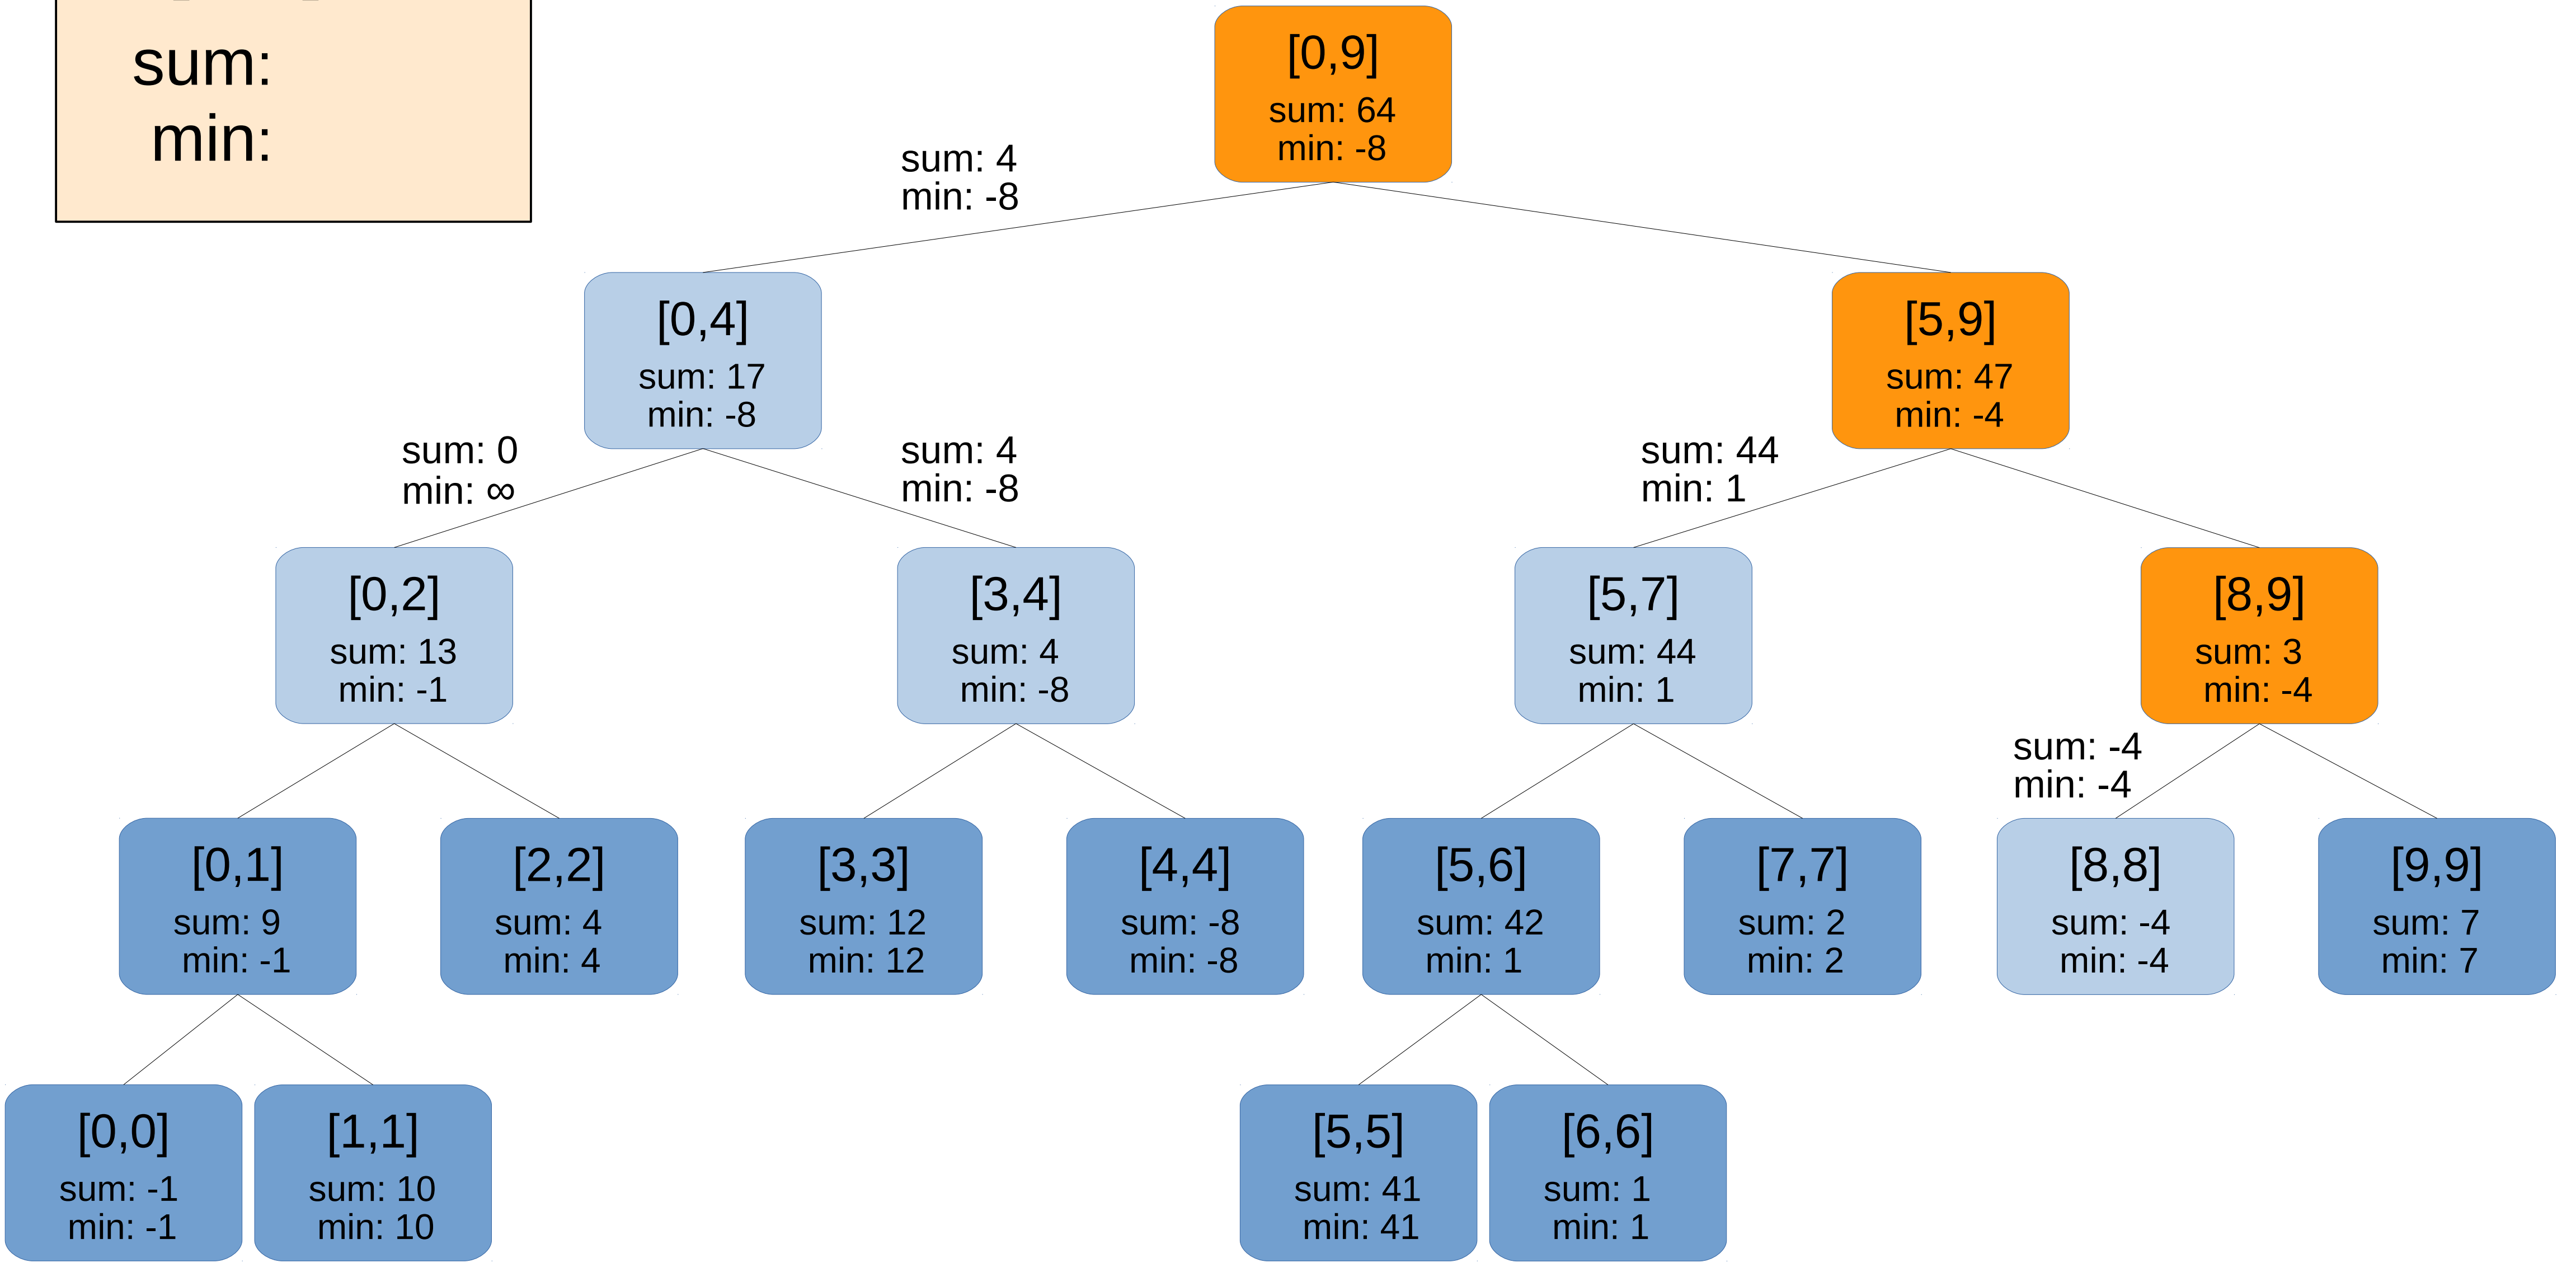 sum:
min:
[0,9]
sum: 64
min: -8
sum: 4
min: -8
[0,4]
sum: 17
min: -8
[5,9]
sum: 47
min: -4
sum: 0
min: ∞
sum: 4
min: -8
sum: 44
min: 1
[0,2]
sum: 13
min: -1
[3,4]
sum: 4
min: -8
[5,7]
sum: 44
min: 1
[8,9]
sum: 3
min: -4
sum: -4
min: -4
[0,1]
sum: 9
min: -1
[2,2]
sum: 4
min: 4
[3,3]
sum: 12
min: 12
[4,4]
sum: -8
min: -8
[5,6]
sum: 42
min: 1
[7,7]
sum: 2
min: 2
[8,8]
sum: -4
min: -4
[9,9]
sum: 7
min: 7
[0,0]
sum: -1
min: -1
[1,1]
sum: 10
min: 10
[5,5]
sum: 41
min: 41
[6,6]
sum: 1
min: 1